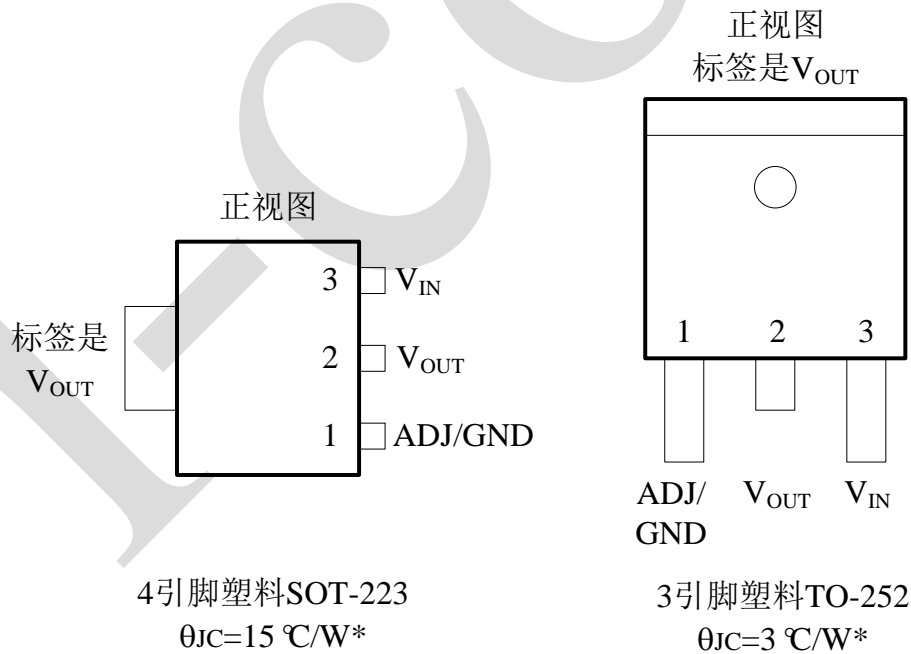 正视图
标签是VOUT
正视图
3
VIN
标签是
VOUT
2
VOUT
1
ADJ/GND
1
2
3
ADJ/
GND
VOUT
VIN
4引脚塑料SOT-223
θJC=15 ℃/W*
3引脚塑料TO-252
θJC=3 ℃/W*